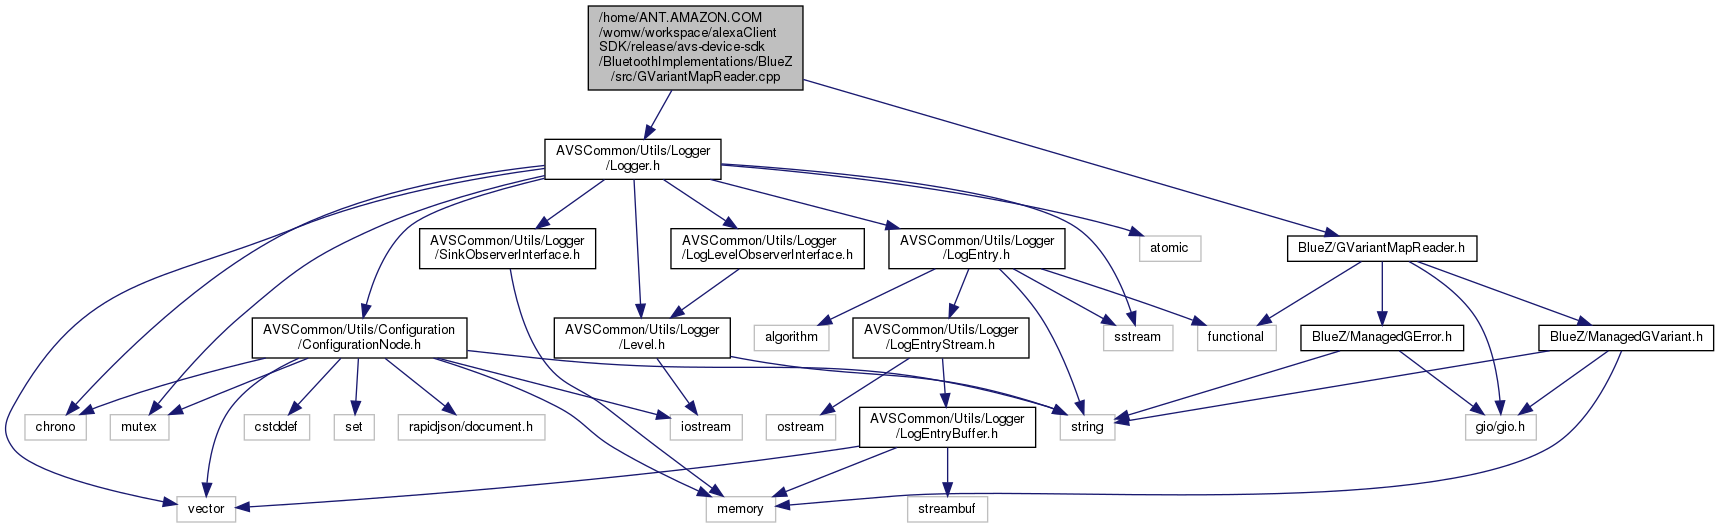 /home/ANT.AMAZON.COM
/womw/workspace/alexaClient
SDK/release/avs-device-sdk
/BluetoothImplementations/BlueZ
/src/GVariantMapReader.cpp
AVSCommon/Utils/Logger
/Logger.h
AVSCommon/Utils/Logger
/SinkObserverInterface.h
AVSCommon/Utils/Logger
/LogLevelObserverInterface.h
AVSCommon/Utils/Logger
/LogEntry.h
atomic
BlueZ/GVariantMapReader.h
AVSCommon/Utils/Configuration
/ConfigurationNode.h
AVSCommon/Utils/Logger
/Level.h
algorithm
AVSCommon/Utils/Logger
/LogEntryStream.h
sstream
functional
BlueZ/ManagedGError.h
BlueZ/ManagedGVariant.h
chrono
mutex
cstddef
set
rapidjson/document.h
iostream
ostream
AVSCommon/Utils/Logger
/LogEntryBuffer.h
string
gio/gio.h
vector
memory
streambuf